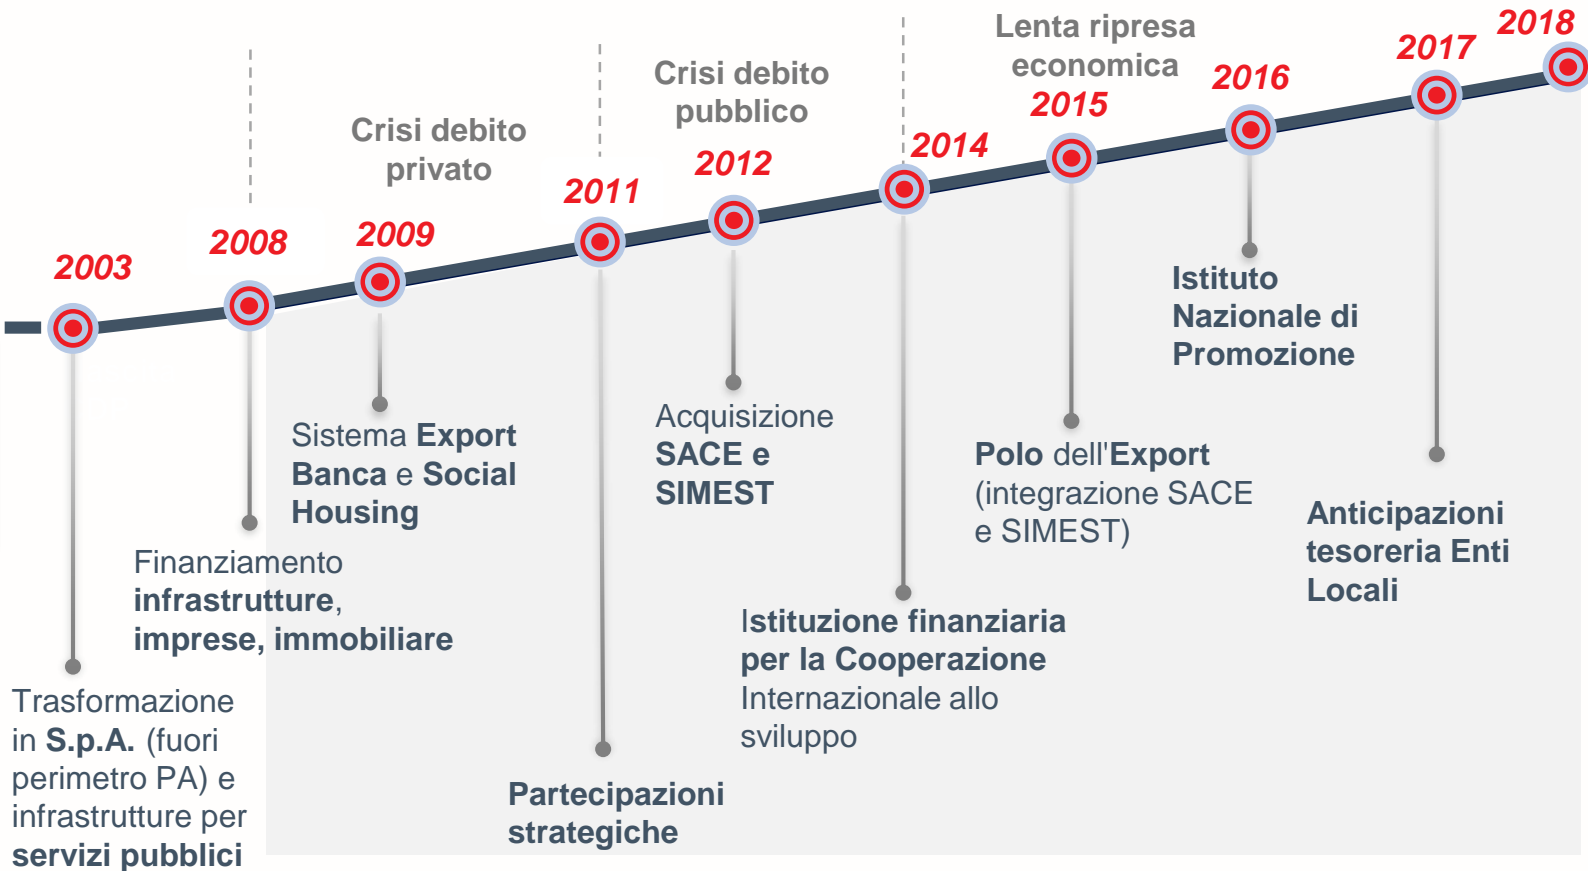 2003
Trasformazione
in S.p.A. (fuori
perimetro PA) e
infrastrutture per
servizi pubblici
2008
Finanziamento
infrastrutture,
imprese, immobiliare
Crisi debito
privato
2009
Sistema Export
Banca e Social
Housing
2011
Partecipazioni
strategiche
Crisi debito
pubblico
2012
Acquisizione
SACE e
SIMEST
2014
Istituzione finanziaria
per la Cooperazione
Internazionale allo
sviluppo
Lenta ripresa
economica
2015
Polo dell'Export
(integrazione SACE
e SIMEST)
2016
Istituto
Nazionale di
Promozione
2017
Anticipazioni
tesoreria Enti
Locali
2018